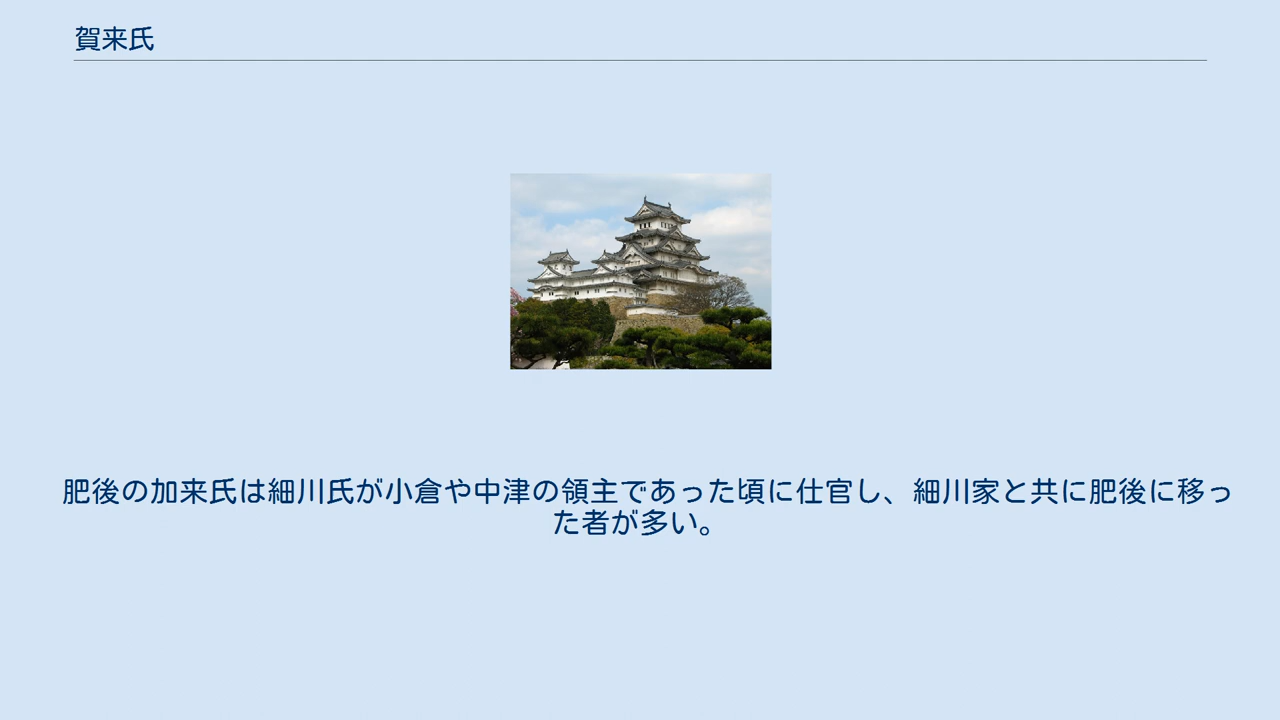 賀来氏
肥後の加来氏は細川氏が小倉や中津の領主であった頃に仕官し、細川家と共に肥後に移っ
た者が多い。